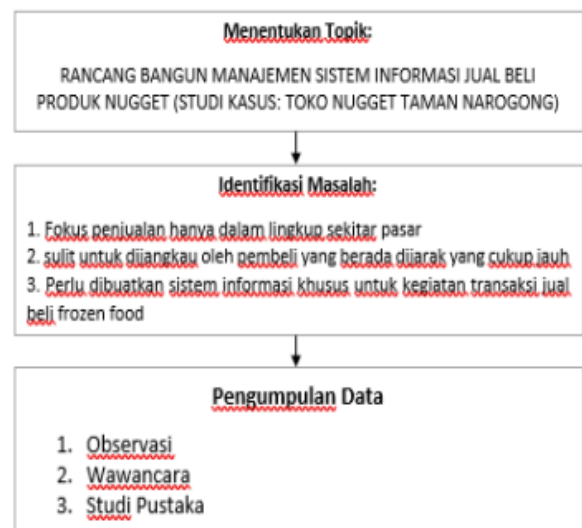 Menentukan Topik:
RANCANG BANGUN MANAJEMEN SISTEM INFORMASI JUAL BELI
PRODUK NUGGET (STUDI KASUS: TOKO NUGGET TAMAN NAROGONG)
Identifikasi Masalah:
1. Fokus penjualan hanya dalam lingkup sekitar pasar
2. sulit untuk dijangkau oleh pembeli yang berada dijarak yang cukup jauh
3. Perlu dibuatkan sistem informasi khusus untuk kegiatan transaksi jual
beli frozen food
Pengumpulan Data
1. Observasi
2. Wawancara
3. Studi Pustaka